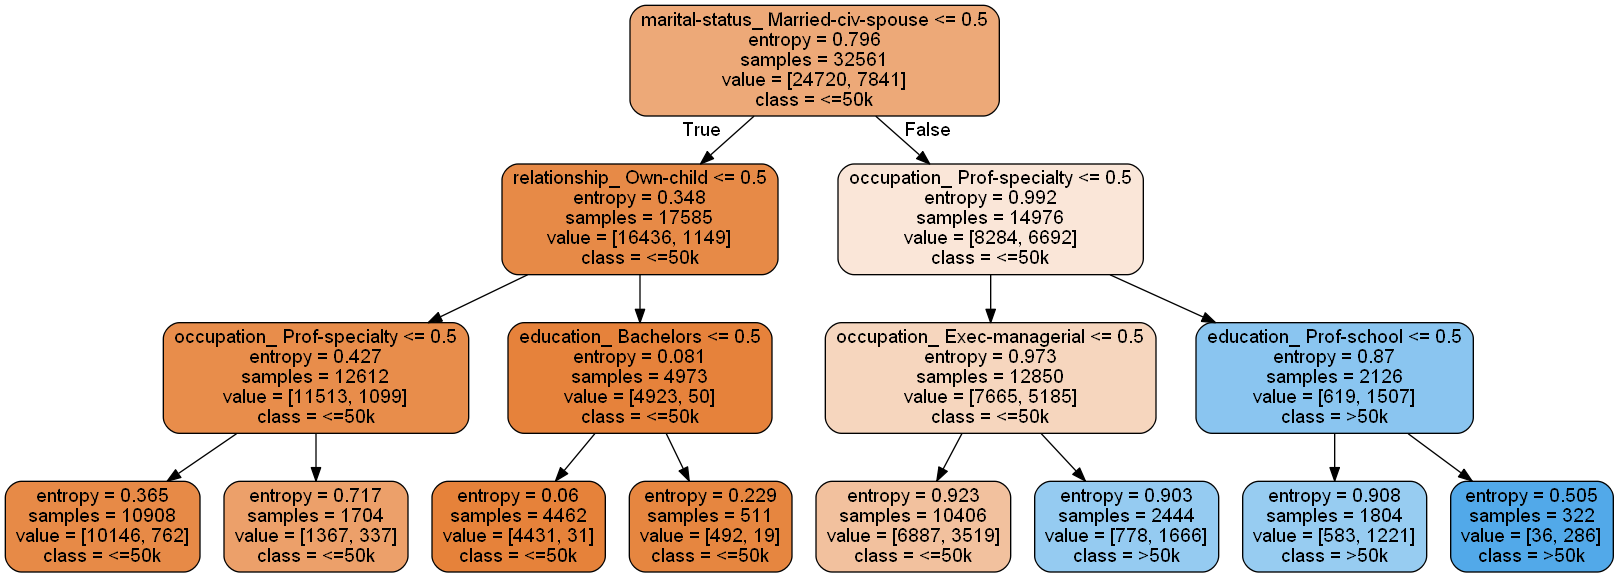 marital-status_ Married-civ-spouse <= 0.5
entropy = 0.796
samples = 32561
value = [24720, 7841]
class = <=50k
True
False
relationship_ Own-child <= 0.5
entropy = 0.348
samples = 17585
value = [16436, 1149]
class = <=50k
occupation_ Prof-specialty <= 0.5
entropy = 0.992
samples = 14976
value = [8284, 6692]
class = <=50k
occupation_ Prof-specialty <= 0.5
entropy = 0.427
samples = 12612
value = [11513, 1099]
class = <=50k
education_ Bachelors <= 0.5
entropy = 0.081
samples = 4973
value = [4923, 50]
class = <=50k
occupation_ Exec-managerial <= 0.5
entropy = 0.973
samples = 12850
value = [7665, 5185]
class = <=50k
education_ Prof-school <= 0.5
entropy = 0.87
samples = 2126
value = [619, 1507]
class = >50k
entropy = 0.365
samples = 10908
value = [10146, 762]
class = <=50k
entropy = 0.717
samples = 1704
value = [1367, 337]
class = <=50k
entropy = 0.06
samples = 4462
value = [4431, 31]
class = <=50k
entropy = 0.229
samples = 511
value = [492, 19]
class = <=50k
entropy = 0.923
samples = 10406
value = [6887, 3519]
class = <=50k
entropy = 0.903
samples = 2444
value = [778, 1666]
class = >50k
entropy = 0.908
samples = 1804
value = [583, 1221]
class = >50k
entropy = 0.505
samples = 322
value = [36, 286]
class = >50k